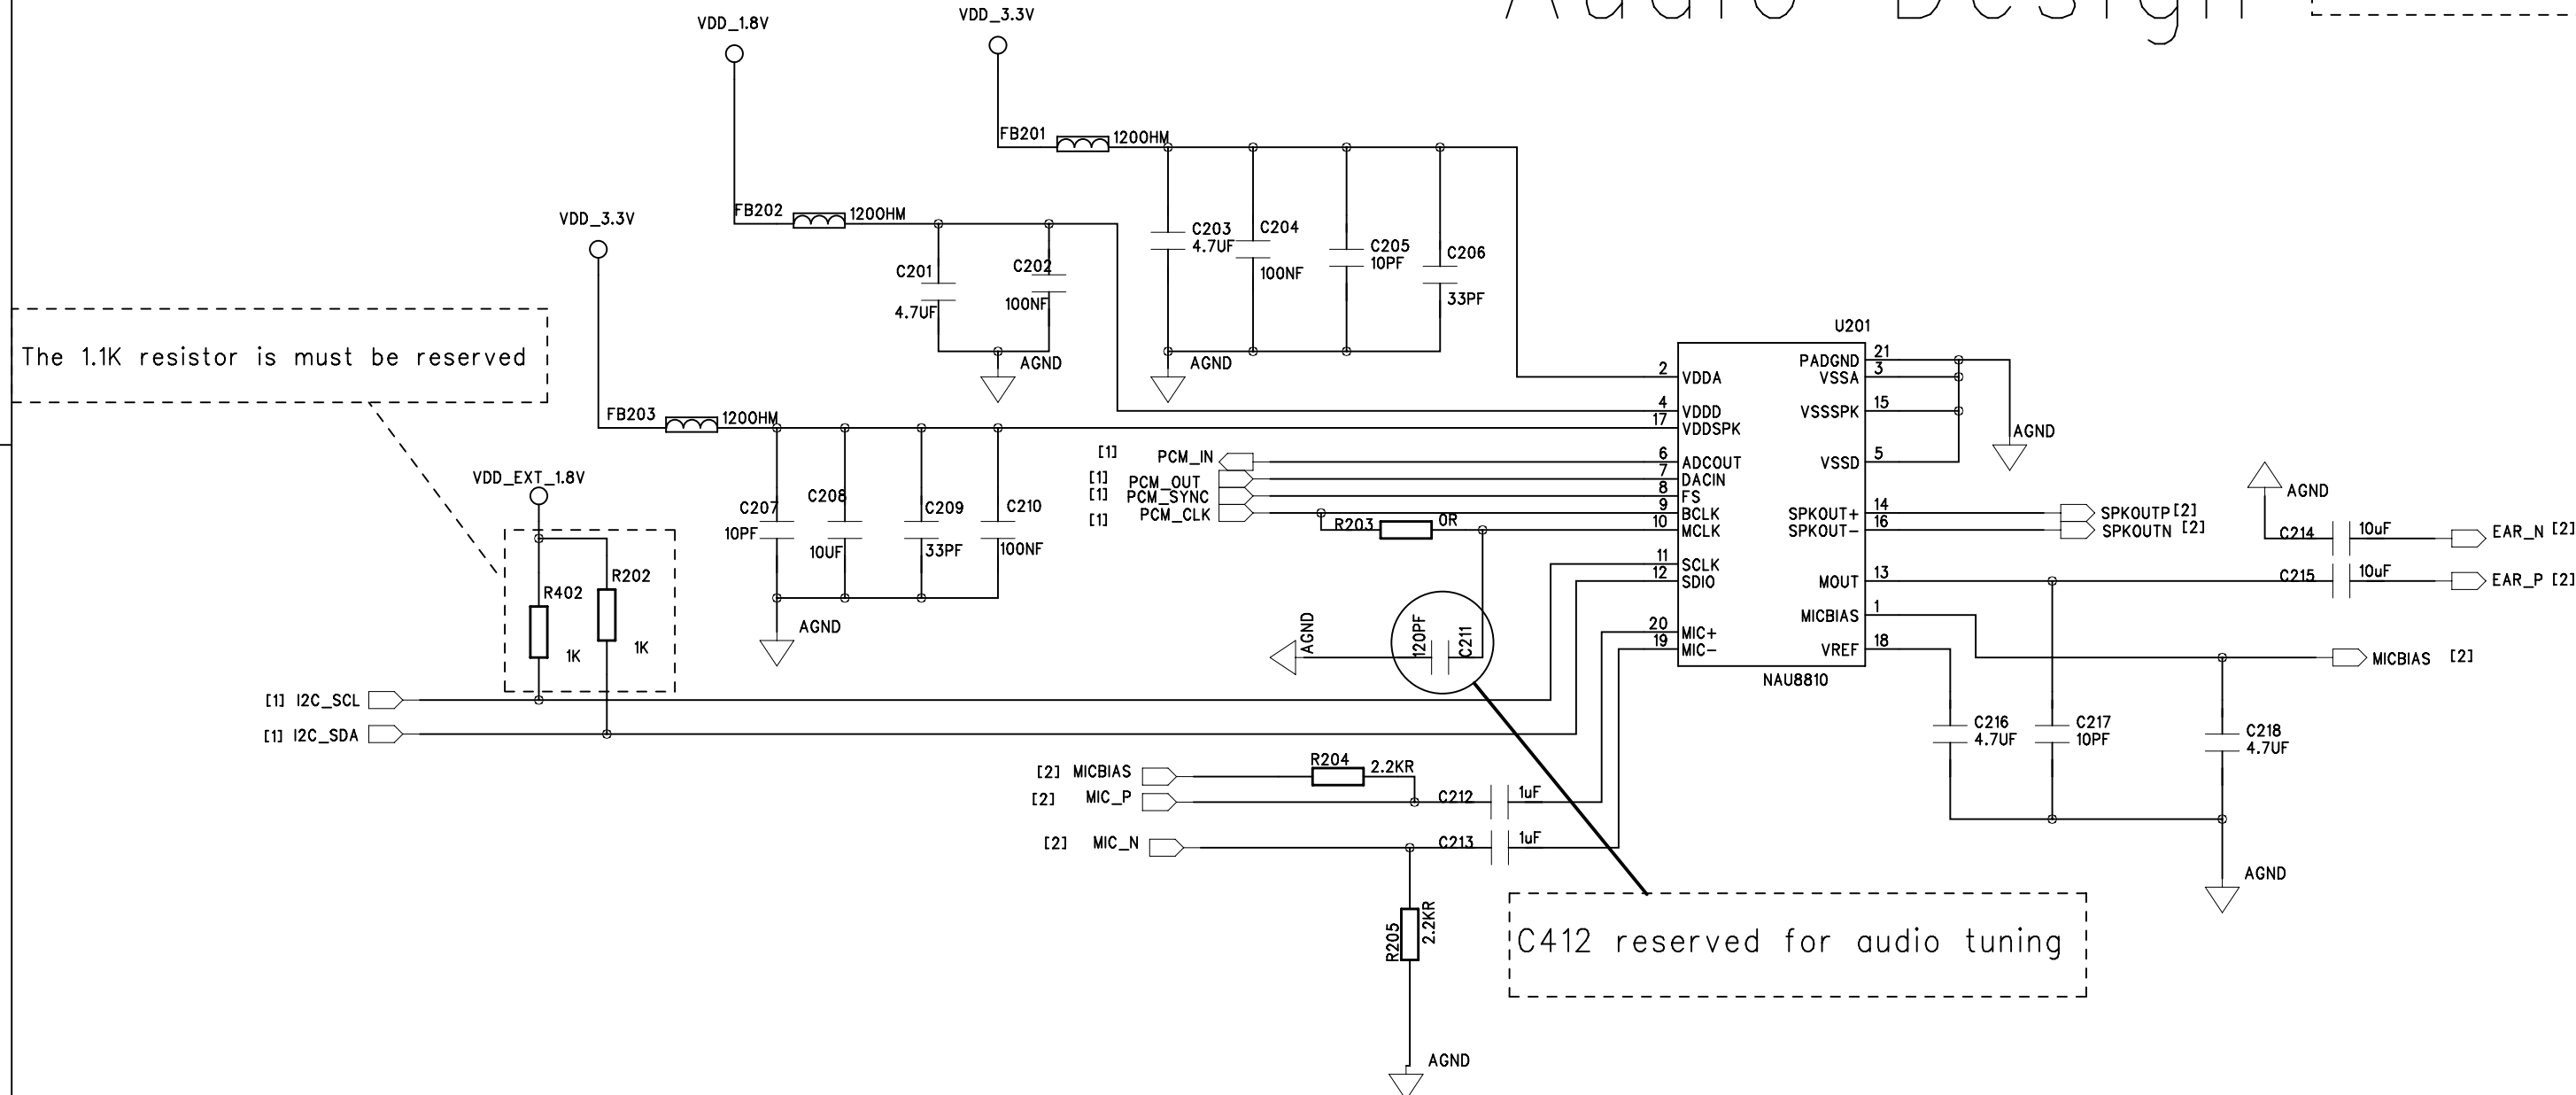 Audio Design
VDD_1.8V
VDD_3.3V
FB201
120OHM
FB202
120OHM
VDD_3.3V
C203
4.7UF
C204
100NF
C205
10PF
C206
33PF
C201
4.7UF
C202
100NF
AGND
AGND
The 1.1K resistor is must be reserved
FB203
120OHM
VDD_EXT_1.8V
C207
10PF
C208
10UF
C209
33PF
C210
100NF
AGND
R402
1K
R202
1K
[1] I2C_SCL
[1] I2C_SDA
[1] PCM_IN
[1] PCM_OUT
[1] PCM_SYNC
[1] PCM_CLK
R203
0R
AGND
120PF
C211
U201
2 VDDA
4 VDDD
17 VDDSPK
6 ADCOUT
7 DACIN
8 FS
9 BCLK
10 MCLK
11 SCLK
12 SDIO
20 MIC+
19 MIC-
PADGND 21
VSSA 3
VSSSPK 15
VSSD 5
SPKOUT+ 14
SPKOUT- 16
MOUT 13
MICBIAS 1
VREF 18
NAU8810
AGND
SPKOUTP[2]
SPKOUTN [2]
AGND
C214
10uF
EAR_N [2]
C215
10uF
EAR_P [2]
MICBIAS [2]
C216
4.7UF
C217
10PF
C218
4.7UF
AGND
[2] MICBIAS
R204
2.2KR
[2] MIC_P
C212
1uF
[2] MIC_N
C213
1uF
R205
2.2KR
AGND
C412 reserved for audio tuning